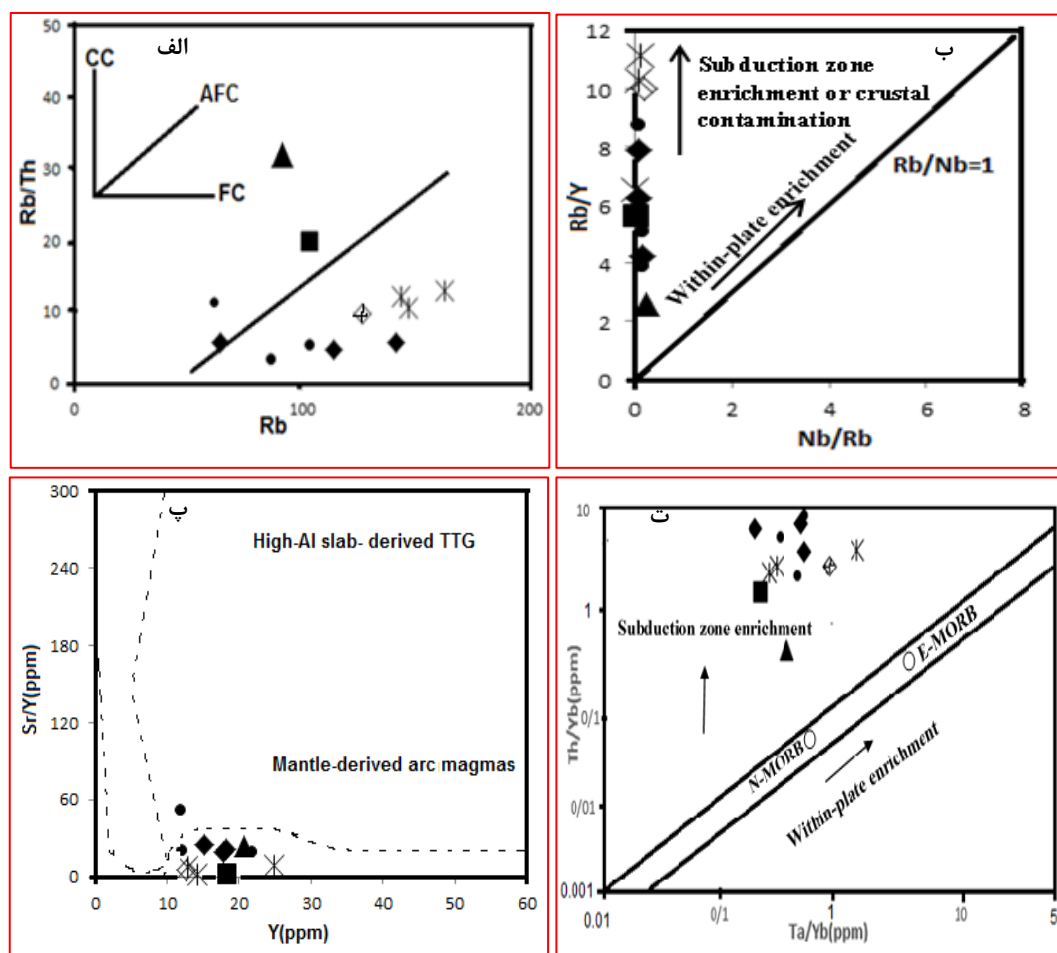 الف
50
40
30
20
10
0
Rb/Th
CC
AFC
FC
0
100
200
Rb
ب
12
10
8
6
4
2
0
Rb/Y
Subduction zone
enrichment or crustal
contamination
Within-plate enrichment
Rb/Nb=1
0
2
4
6
8
Nb/Rb
پ
300
240
180
120
60
0
Sr/Y(ppm)
High-Al slab- derived TTG
Mantle-derived arc magmas
0
10
20
30
40
50
60
Y(ppm)
ت
10
1
0/1
0/01
0.001
Th/Yb(ppm)
Subduction zone enrichment
E-MORB
N-MORB
Within-plate enrichment
0.01
0/1
1
10
5
Ta/Yb(ppm)